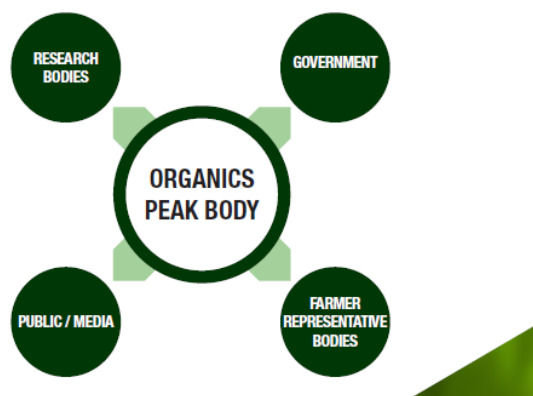 RESEARCH
BODIES
GOVERNMENT
ORGANICS
PEAK BODY
PUBLIC / MEDIA
FARMER
REPRESENTATIVE
BODIES